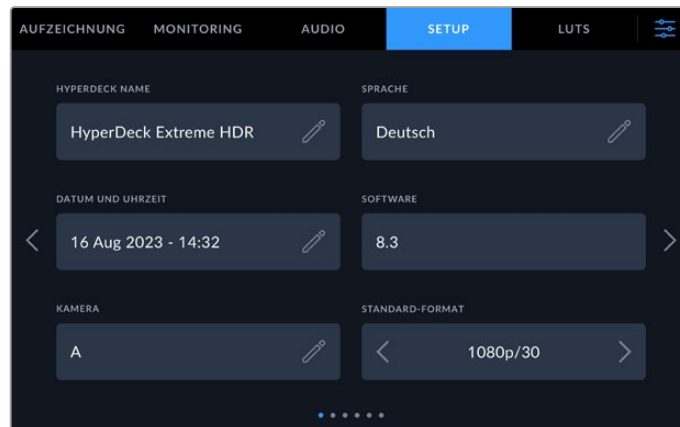 AUFZEICHNUNG MONITORING AUDIO SETUP LUTS
HYPERDECK NAME SPRACHE
HyperDeck Extreme HDR Deutsch
DATUM UND UHRZEIT SOFTWARE
16 Aug 2023 - 14:32 8.3
KAMERA STANDARD-FORMAT
A 1080p/30